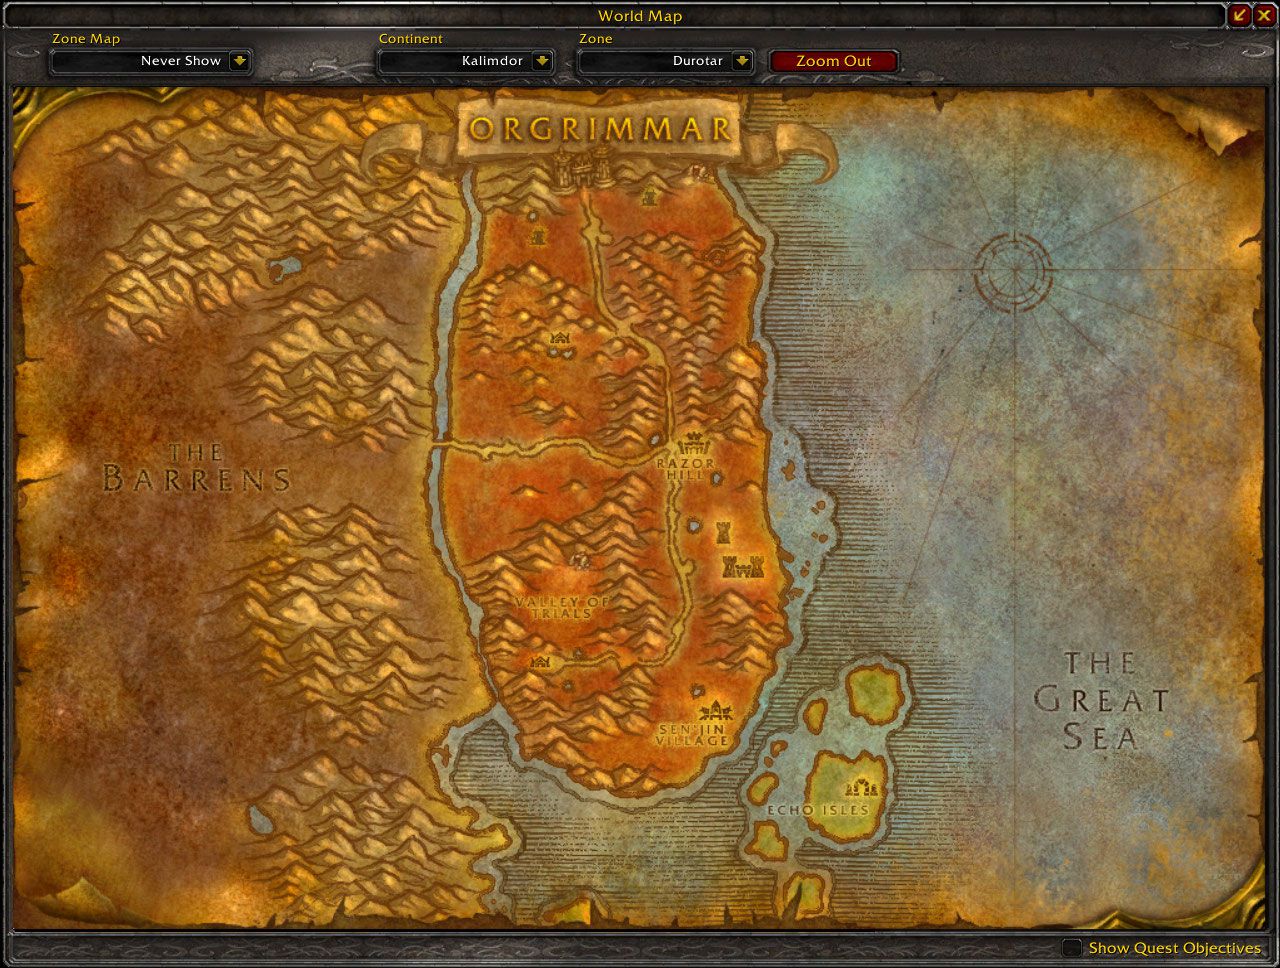 World Map
Zone Map
Continent
Zone
Never Show
Kalimdor
Durotar
Zoom Out
ORGRIMMAR
THE
BARRENS
RAZOR
HILL
VALLEY OF
TRIALS
SEN'JIN
VILLAGE
ECHO ISLES
THE
GREAT
SEA
Show Quest Objectives